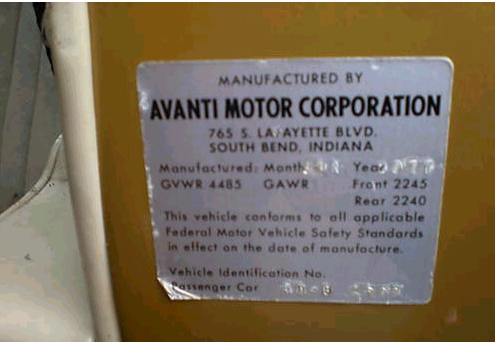 MANUFACTURED BY
AVANTI MOTOR CORPORATION
765 S. LAFAYETTE BLVD.
SOUTH BEND, INDIANA
Manufactured: Month Year
GVWR 4485 GAWR Front 2245
Rear 2240
This vehicle conforms to all applicable
Federal Motor Vehicle Safety Standards
in effect on the date of manufacture.
Vehicle Identification No.
Passenger Car